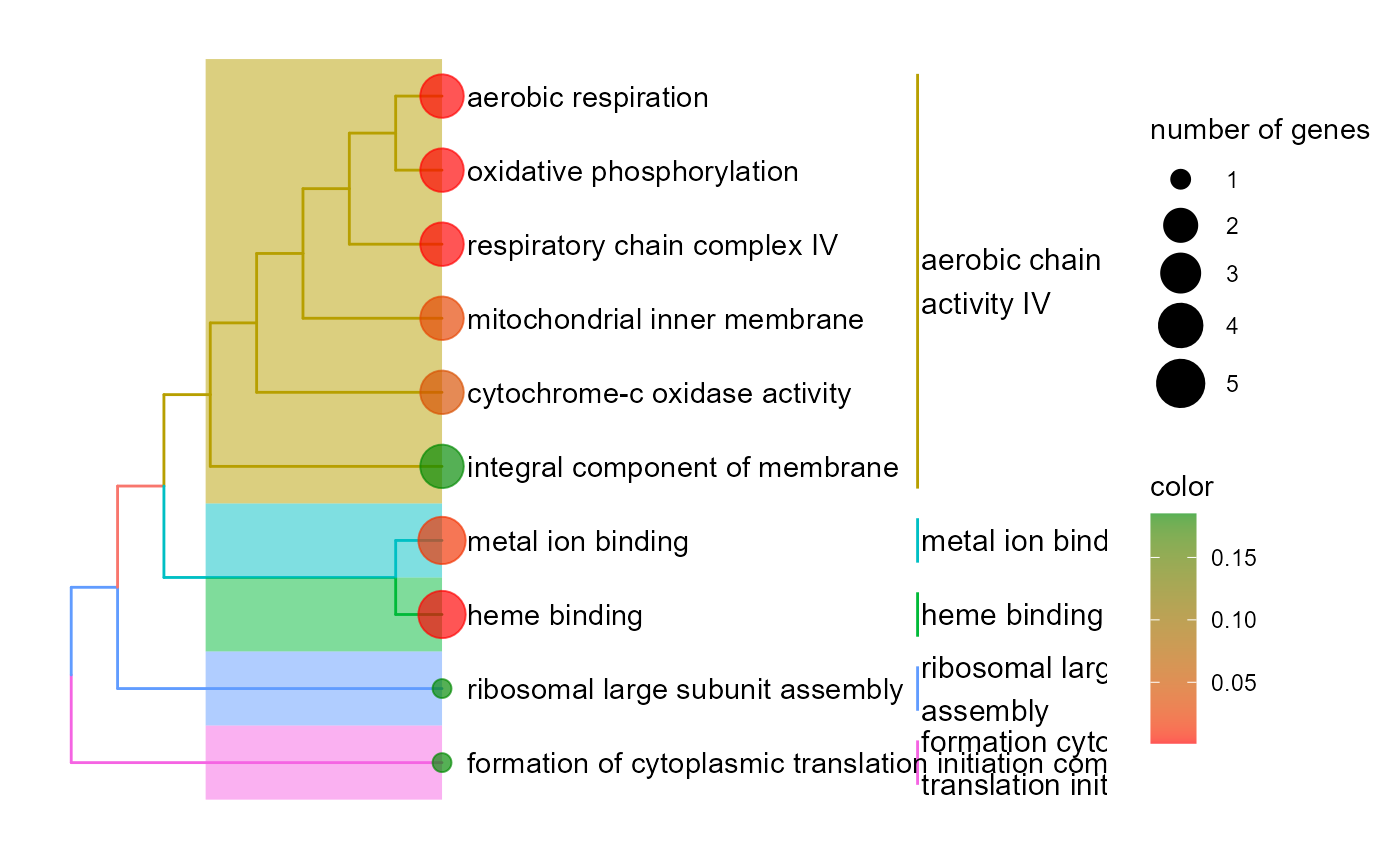 aerobic respiration
oxidative phosphorylation
respiratory chain complex IV
mitochondrial inner membrane
cytochrome-c oxidase activity
integral component of membrane
metal ion binding
heme binding
ribosomal large subunit assembly
formation of cytoplasmic translation initiation com
aerobic chain
activity IV
metal ion bind
heme binding
ribosomal larg
assembly
formation cyto
translation init
number of genes
1
2
3
4
5
color
0.15
0.10
0.05